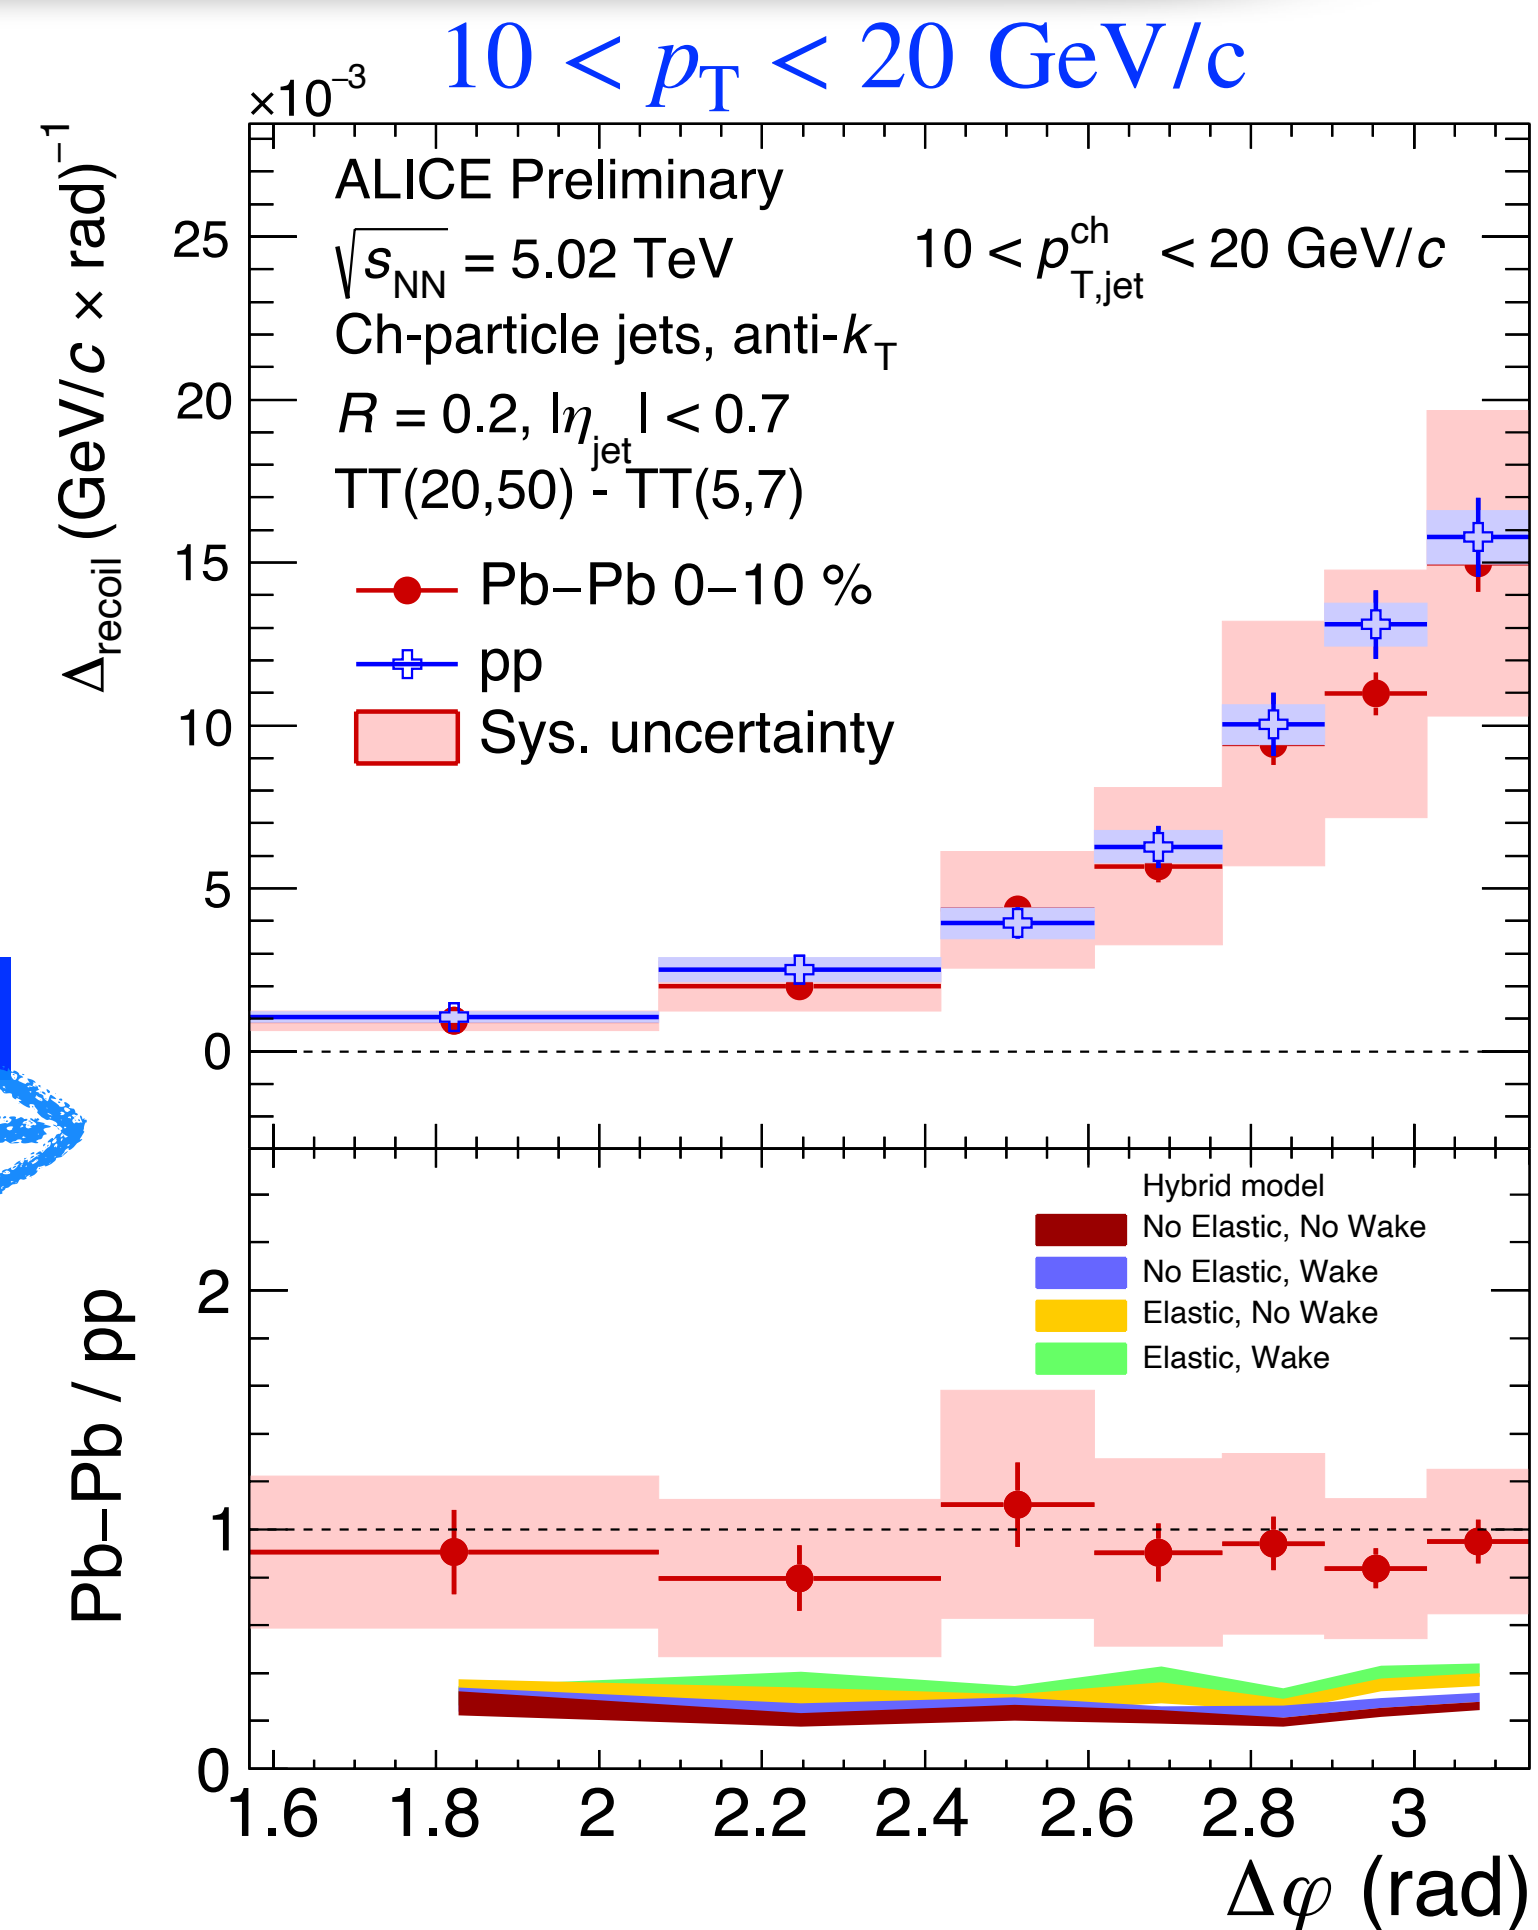 10 < pT < 20 GeV/c
×10⁻³
Δrecoil (GeV/c × rad)⁻¹
ALICE Preliminary
√sNN = 5.02 TeV
10 < p^ch_T,jet < 20 GeV/c
Ch-particle jets, anti-kT
R = 0.2, |ηjet| < 0.7
TT(20,50) - TT(5,7)
Pb−Pb 0−10 %
pp
Sys. uncertainty
25
20
15
10
5
0
Pb−Pb / pp
Hybrid model
No Elastic, No Wake
No Elastic, Wake
Elastic, No Wake
Elastic, Wake
2
1
0
1.6 1.8 2 2.2 2.4 2.6 2.8 3
Δφ (rad)